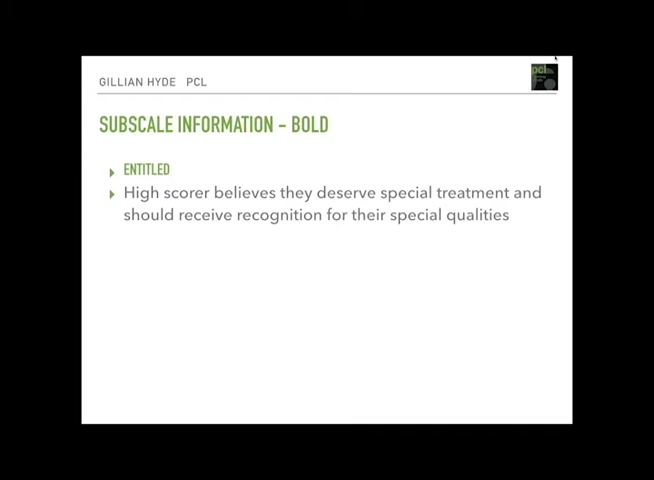 GILLIAN HYDE PCL
pcl
SUBSCALE INFORMATION - BOLD
ENTITLED
High scorer believes they deserve special treatment and
should receive recognition for their special qualities